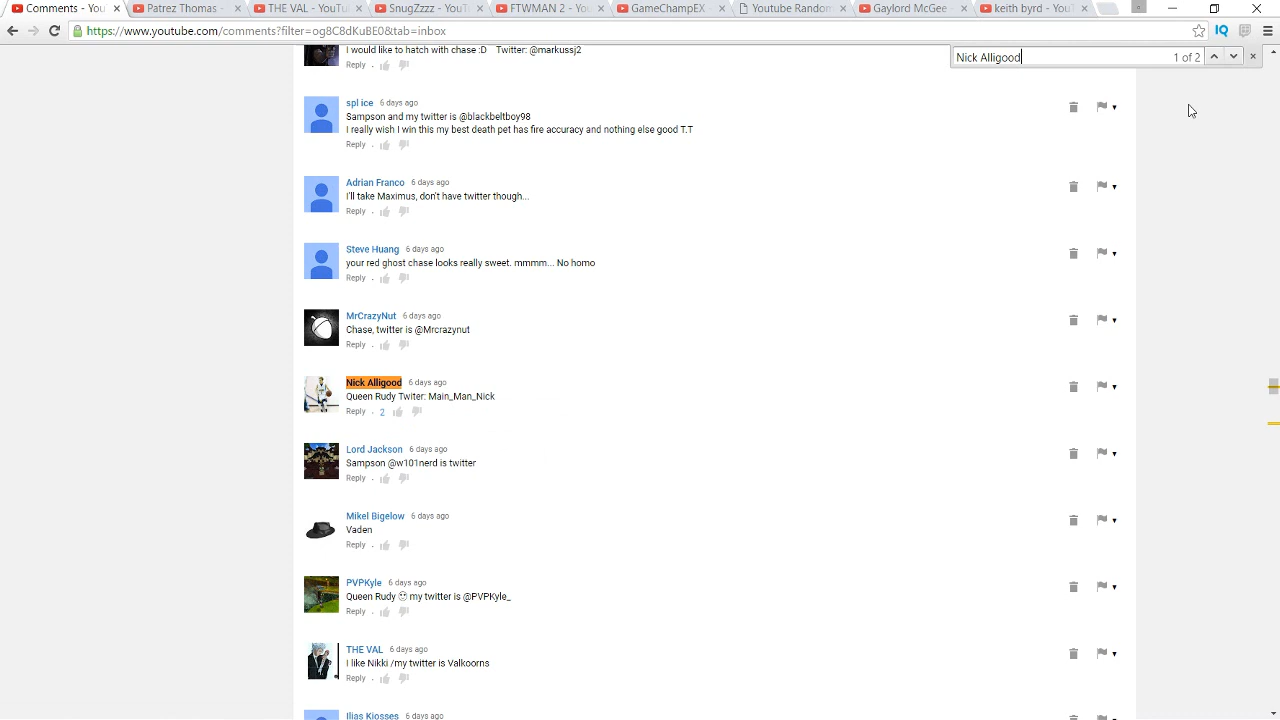 Comments - You
Patrez Thomas -
THE VAL - YouTu
SnugZzzz - YouTu
FTWMAN 2 - You
GameChampEX
Youtube Random
Gaylord McGee -
keith byrd - YouTu
https://www.youtube.com/comments?filter=og8C8dKuBE0&tab=inbox
IQ
Nick Alligood
1 of 2
I would like to hatch with chase :D Twitter: @markussj2
Reply
spl ice 6 days ago
Sampson and my twitter is @blackbeltboy98
I really wish I win this my best death pet has fire accuracy and nothing else good T.T
Reply
Adrian Franco 6 days ago
I'll take Maximus, don't have twitter though...
Reply
Steve Huang 6 days ago
your red ghost chase looks really sweet. mmmm... No homo
Reply
MrCrazyNut 6 days ago
Chase, twitter is @Mrcrazynut
Reply
Nick Alligood 6 days ago
Queen Rudy Twiter: Main_Man_Nick
Reply 2
Lord Jackson 6 days ago
Sampson @w101nerd is twitter
Reply
Mikel Bigelow 6 days ago
Vaden
Reply
PVPKyle 6 days ago
Queen Rudy my twitter is @PVPKyle_
Reply
THE VAL 6 days ago
I like Nikki /my twitter is Valkoorns
Reply
Ilias Kiosses 6 days ago